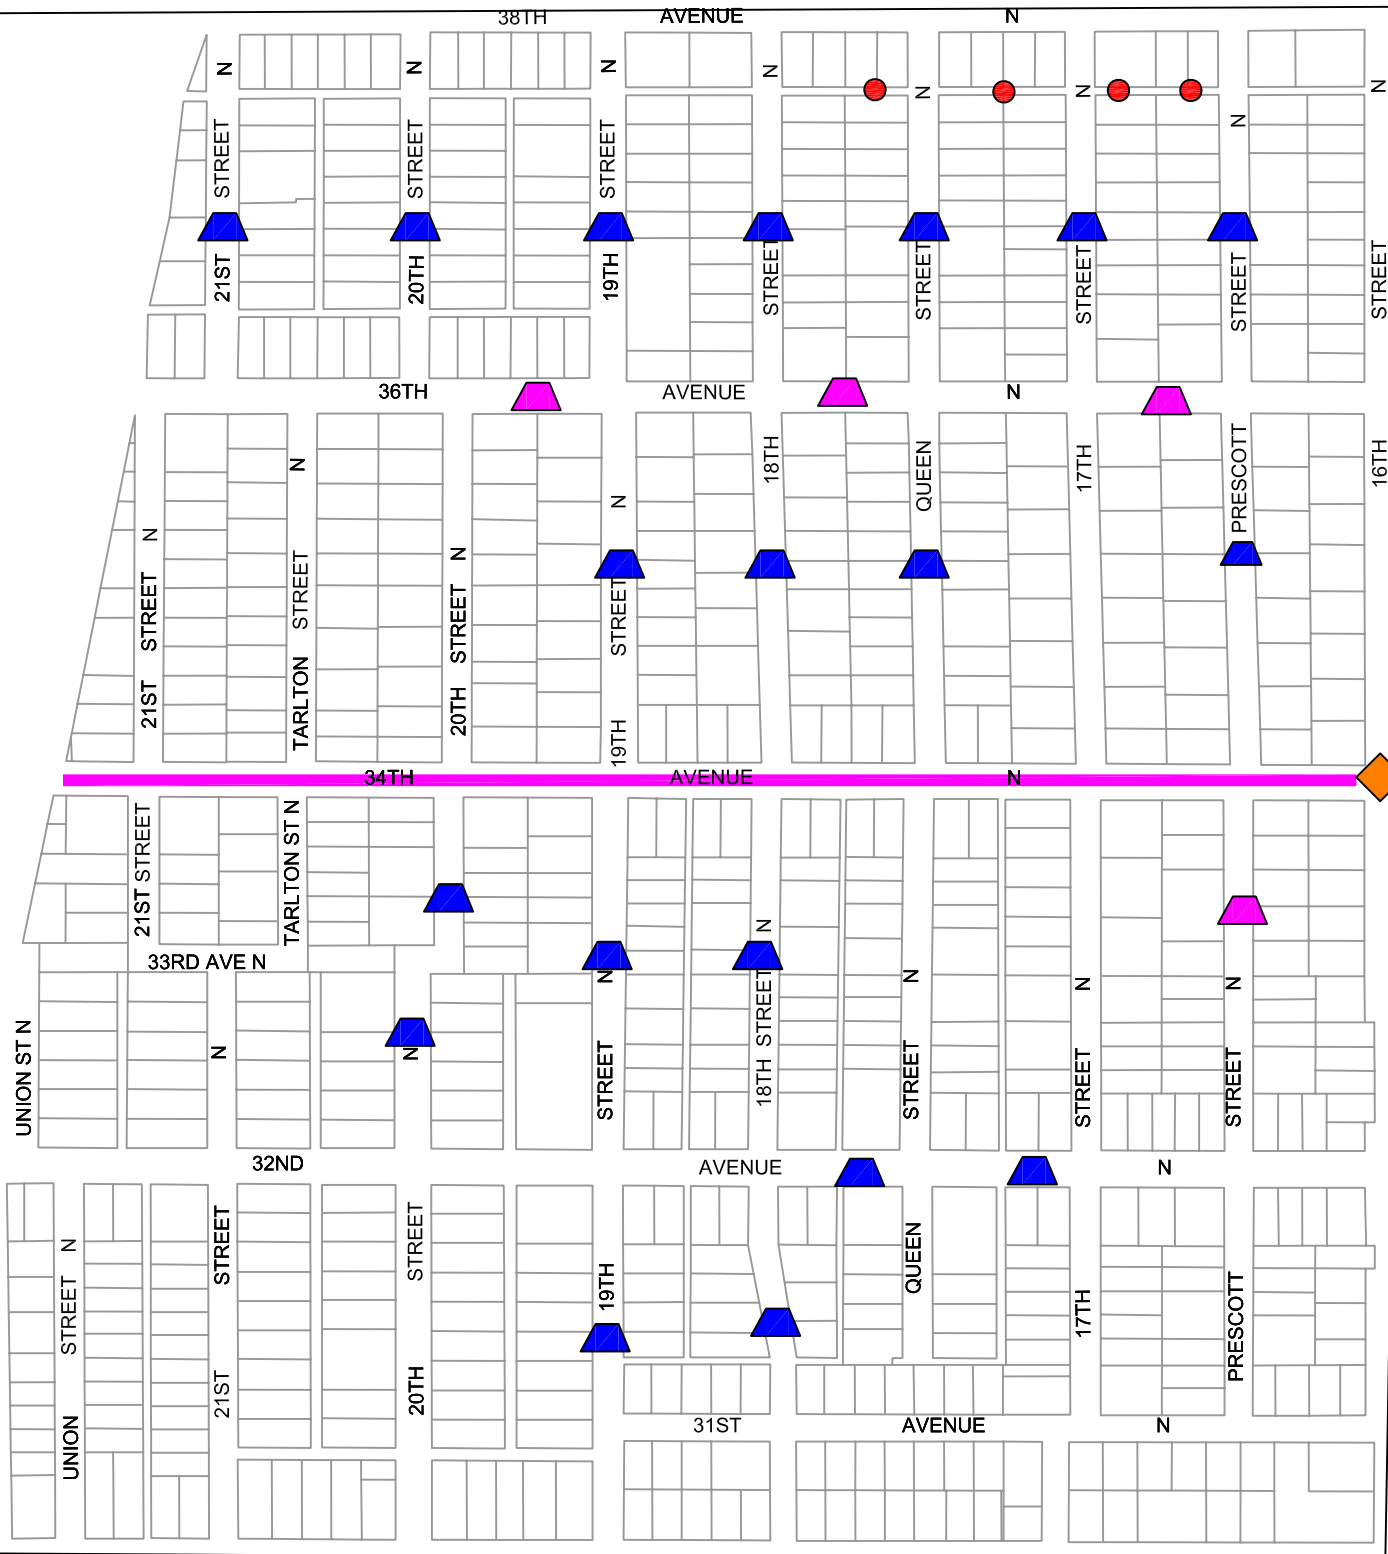 38TH AVENUE N
N N N N N N N N
STREET STREET STREET
21ST 20TH 19TH STREET STREET STREET STREET STREET
36TH AVENUE N
18TH QUEEN 17TH PRESCOTT 16TH
21ST STREET N
TARLTON STREET N
20TH STREET N
19TH STREET N
34TH AVENUE N
21ST STREET
TARLTON ST N
33RD AVE N
UNION ST N
N
N
STREET N
18TH STREET N
STREET N
STREET N
STREET N
32ND AVENUE N
UNION STREET N
21ST STREET
20TH STREET
19TH
QUEEN
17TH
PRESCOTT
31ST AVENUE N